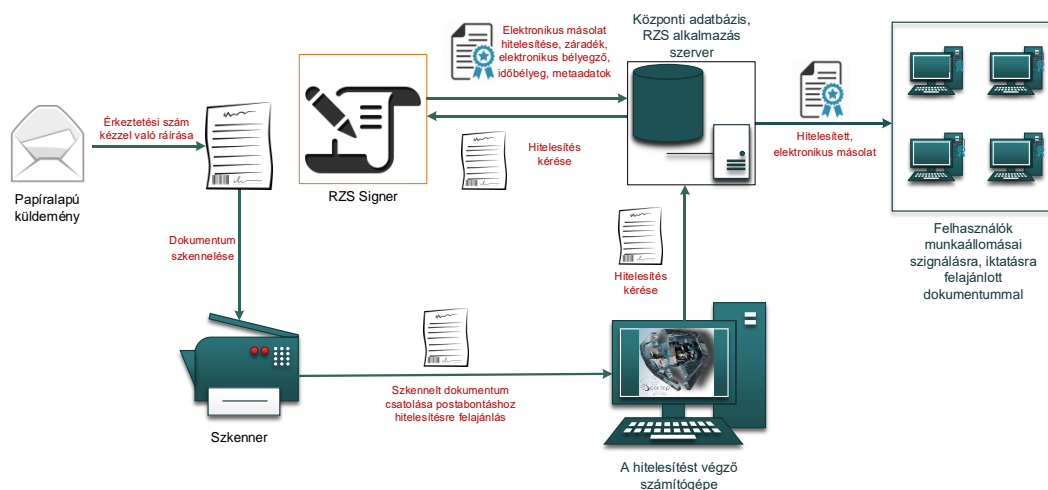 Elektronikus másolat
hitelesítése, záradék,
elektronikus bélyegző,
időbélyeg, metaadatok
Központi adatbázis,
RZS alkalmazás
szerver
Érkeztetési szám
kézzel való ráírása
Papíralapú
küldemény
RZS Signer
Hitelesítés
kérése
Hitelesített,
elektronikus másolat
Felhasználók
munkaállomásai
szignálásra, iktatásra
felajánlott
dokumentummal
Dokumentum
szkennelése
Hitelesítés
kérése
Szkennelt dokumentum
csatolása postabontáshoz
hitelesítésre felajánlás
Szkenner
A hitelesítést végző
számítógépe